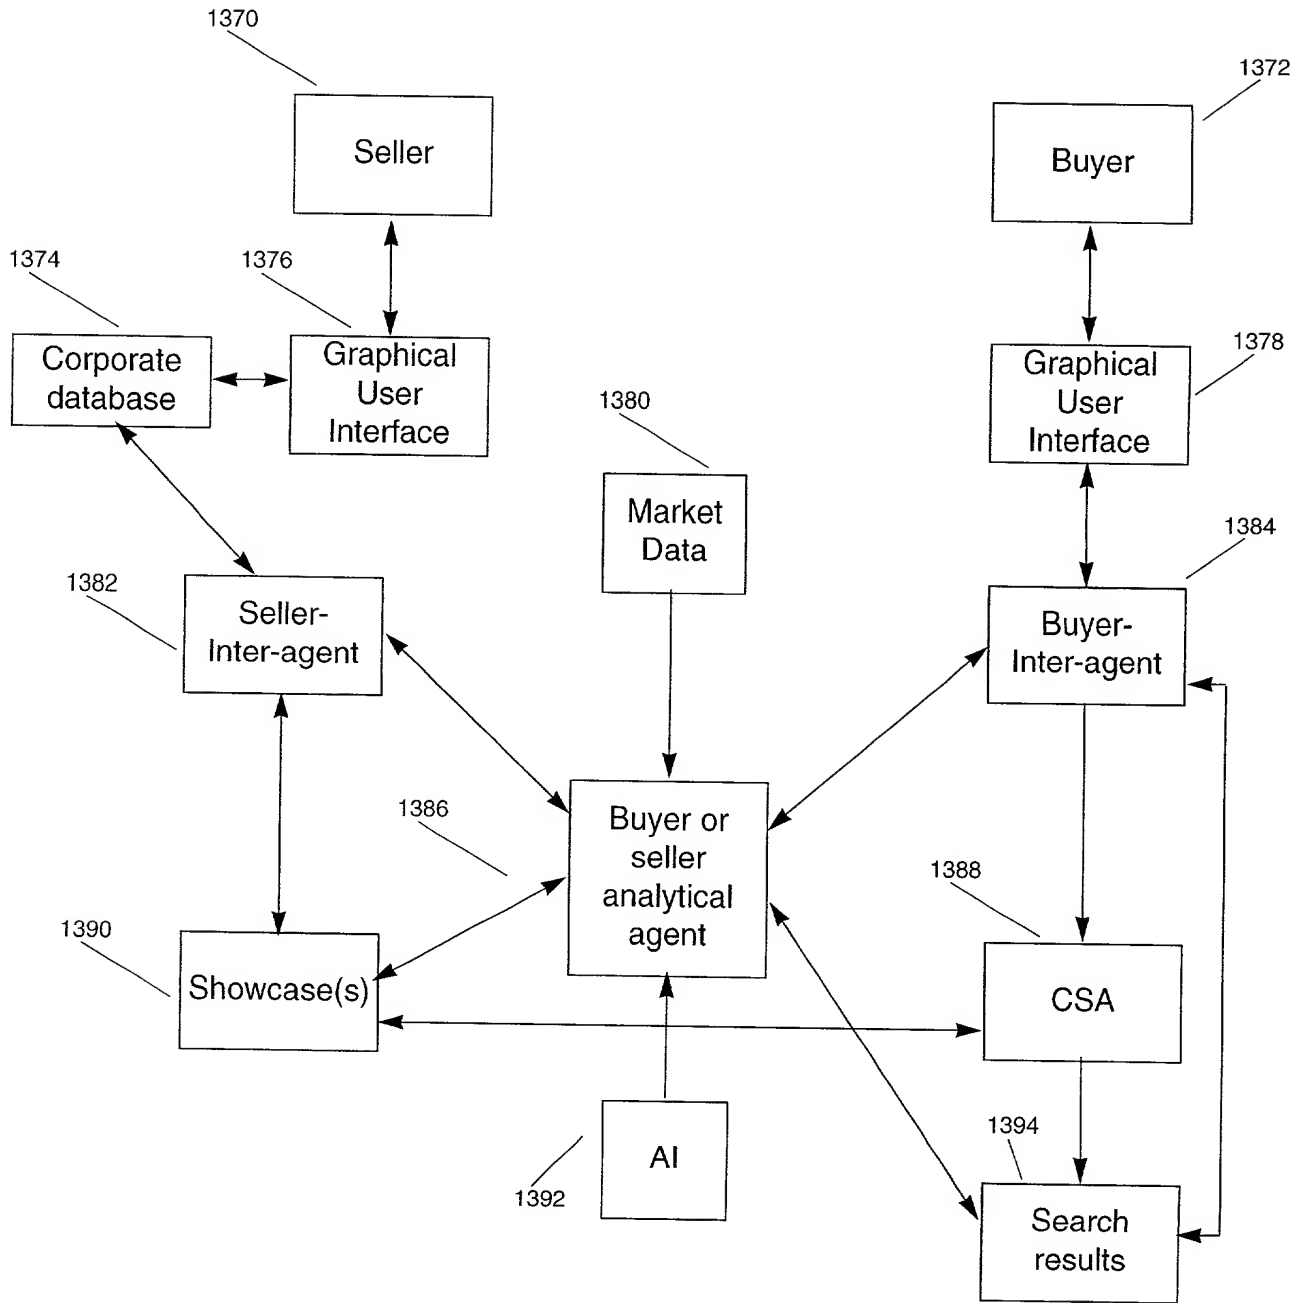 1370
1372
Seller
Buyer
1374
1376
1378
Corporate
database
Graphical
User
Interface
Graphical
User
Interface
1380
Market
Data
1384
1382
Seller-
Inter-agent
Buyer-
Inter-agent
1386
Buyer or
seller
analytical
agent
1388
1390
Showcase(s)
CSA
1394
AI
1392
Search
results